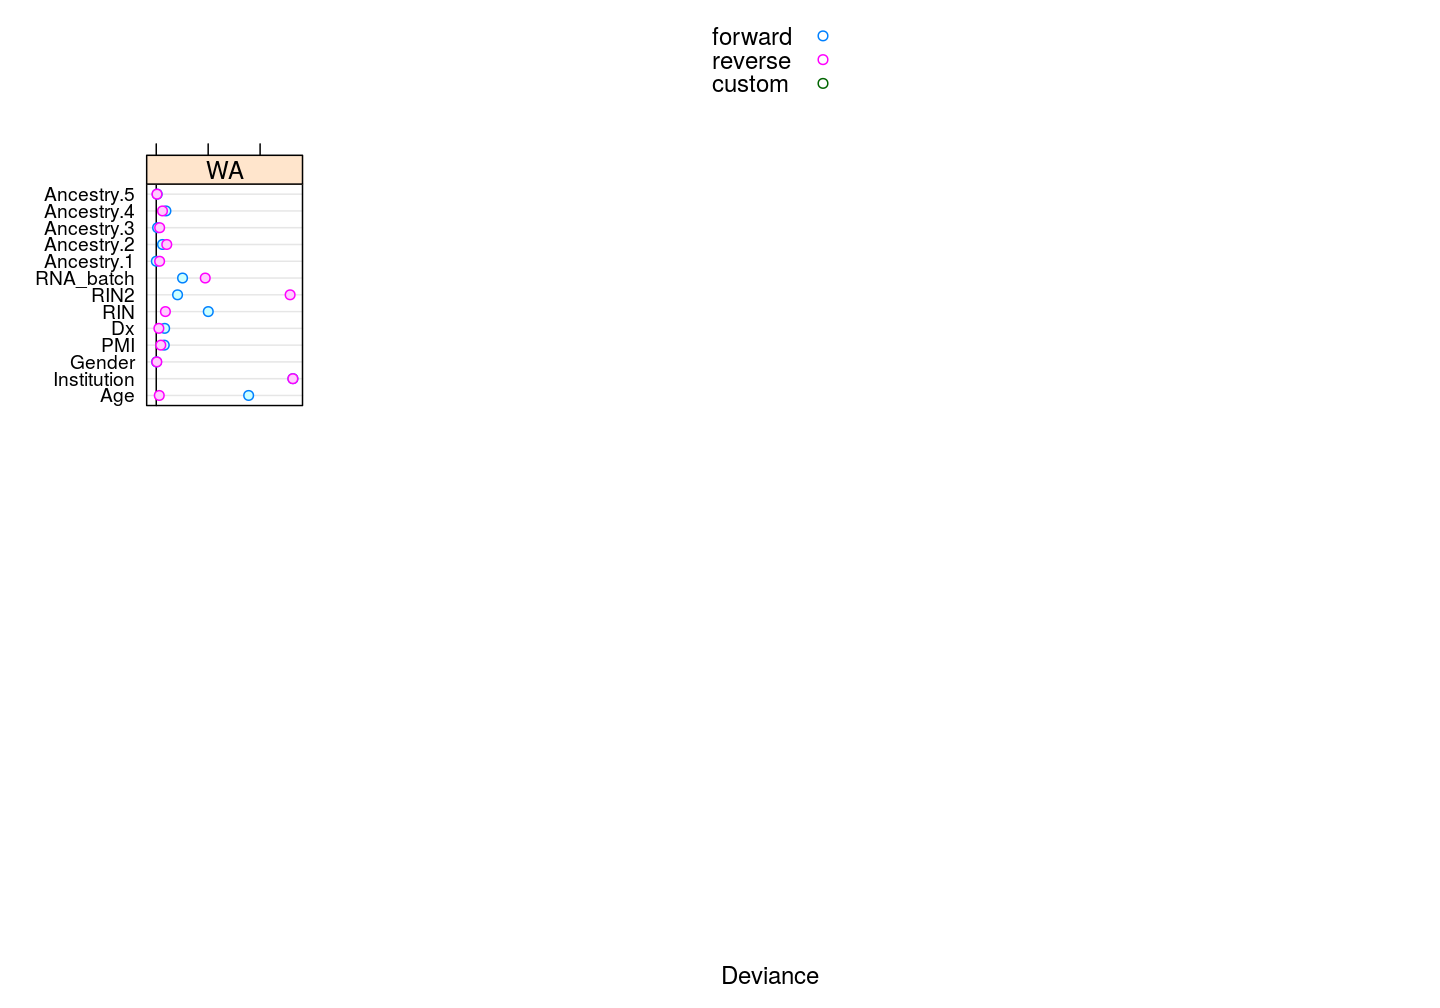 forward
reverse
custom
WA
Ancestry.5
Ancestry.4
Ancestry.3
Ancestry.2
Ancestry.1
RNA_batch
RIN2
RIN
Dx
PMI
Gender
Institution
Age
Deviance